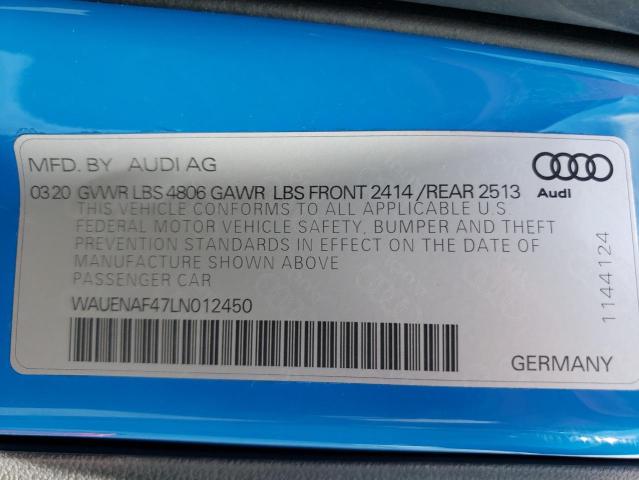 MFD. BY AUDI AG
0320 GVWR LBS 4806 GAWR LBS FRONT 2414 /REAR 2513
THIS VEHICLE CONFORMS TO ALL APPLICABLE U.S.
FEDERAL MOTOR VEHICLE SAFETY, BUMPER AND THEFT
PREVENTION STANDARDS IN EFFECT ON THE DATE OF
MANUFACTURE SHOWN ABOVE
PASSENGER CAR
WAUENAF47LN012450
Audi
1144124
GERMANY